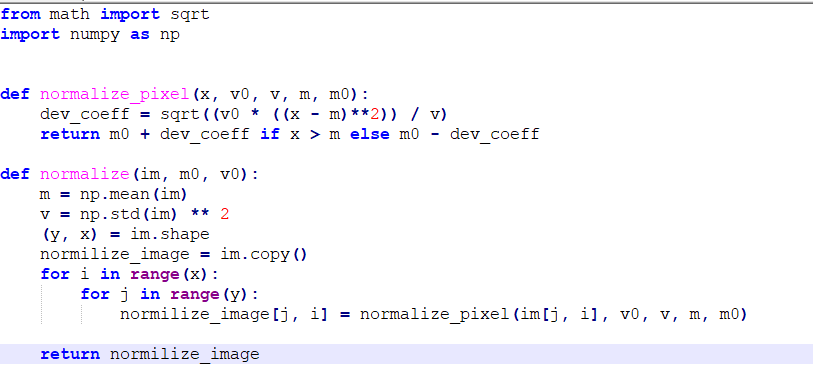 from math import sqrt
import numpy as np
def normalize_pixel(x, v0, v, m, m0):
    dev_coeff = sqrt((v0 * ((x - m)**2)) / v)
    return m0 + dev_coeff if x > m else m0 - dev_coeff
def normalize(im, m0, v0):
    m = np.mean(im)
    v = np.std(im) ** 2
    (y, x) = im.shape
    normilize_image = im.copy()
    for i in range(x):
        for j in range(y):
            normilize_image[j, i] = normalize_pixel(im[j, i], v0, v, m, m0)
    return normilize_image